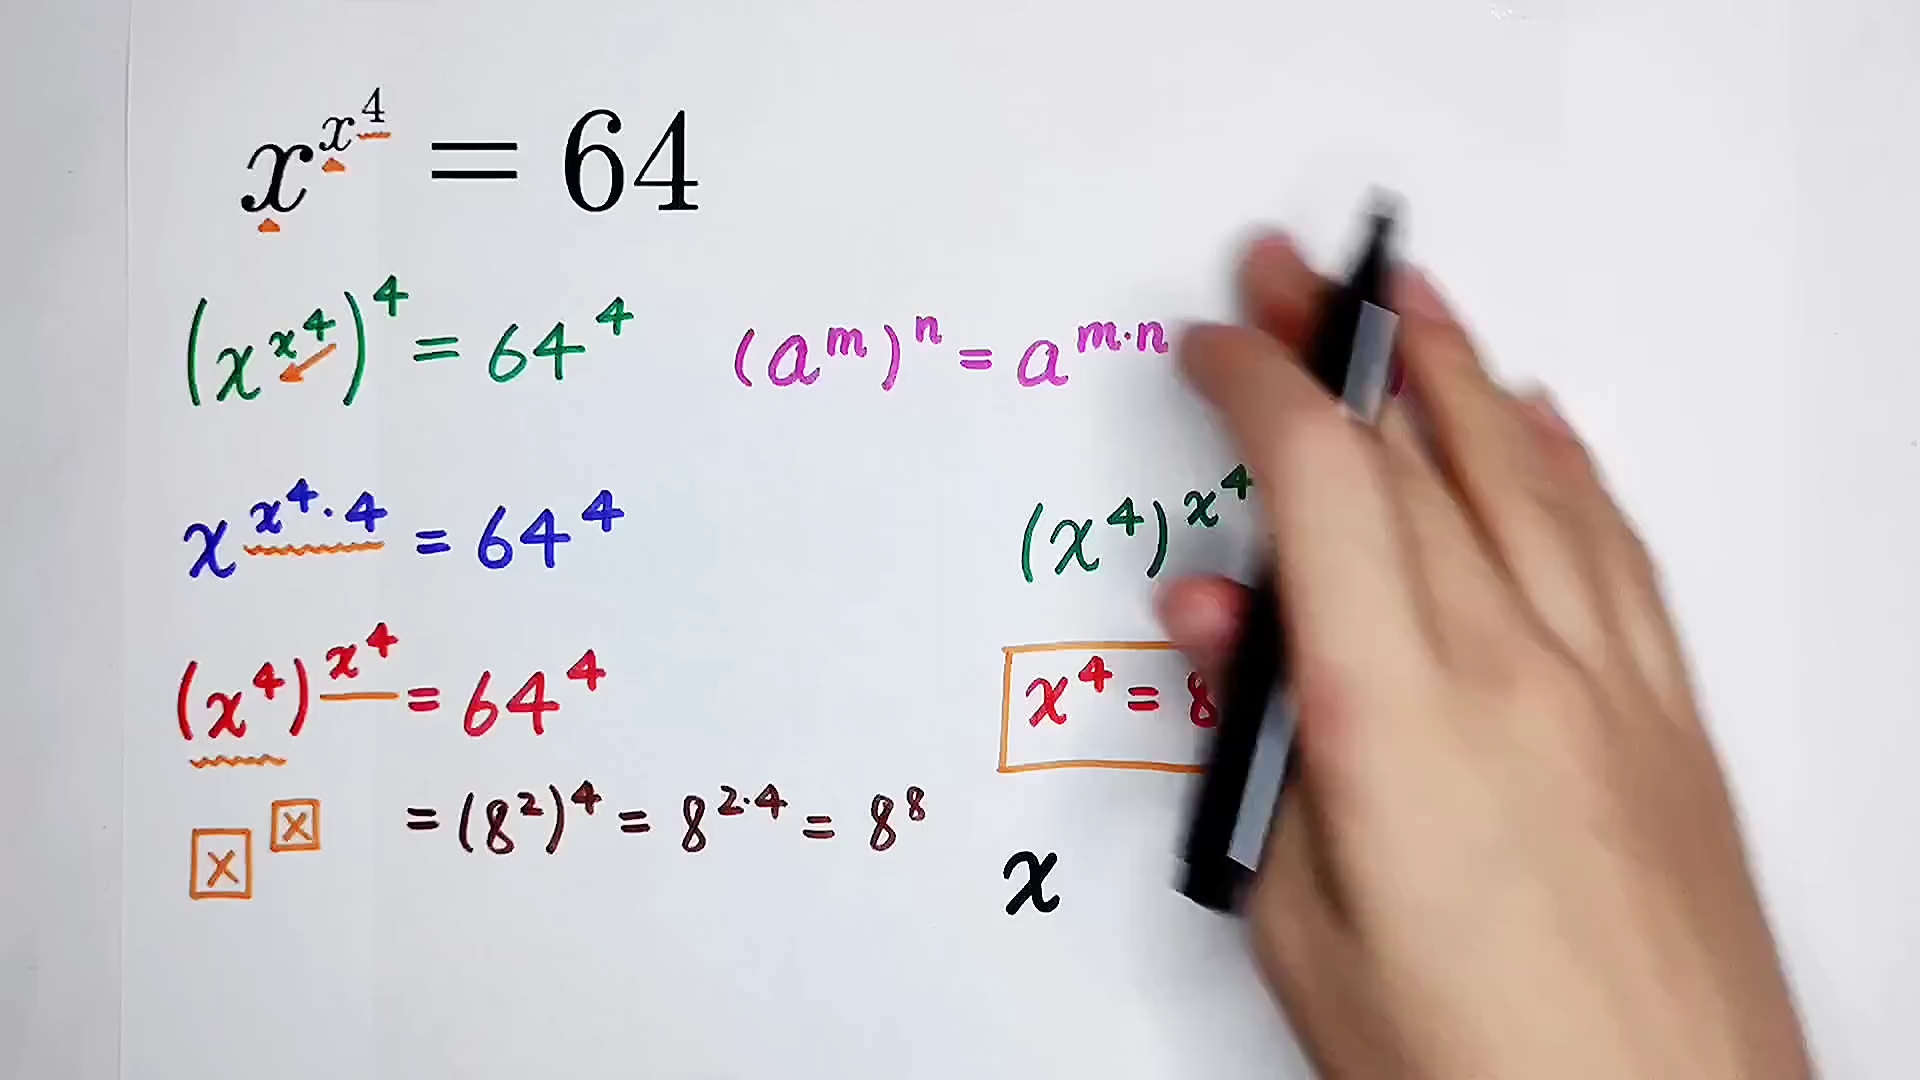 x^{x^4} = 64
(x^{x^4})^4 = 64^4
(a^m)^n = a^{m·n}
x^{x^4·4} = 64^4
(x^4)^{x^4}
(x^4)^{x^4} = 64^4
x^4 = 8
= (8^2)^4 = 8^{2·4} = 8^8
x^x
x